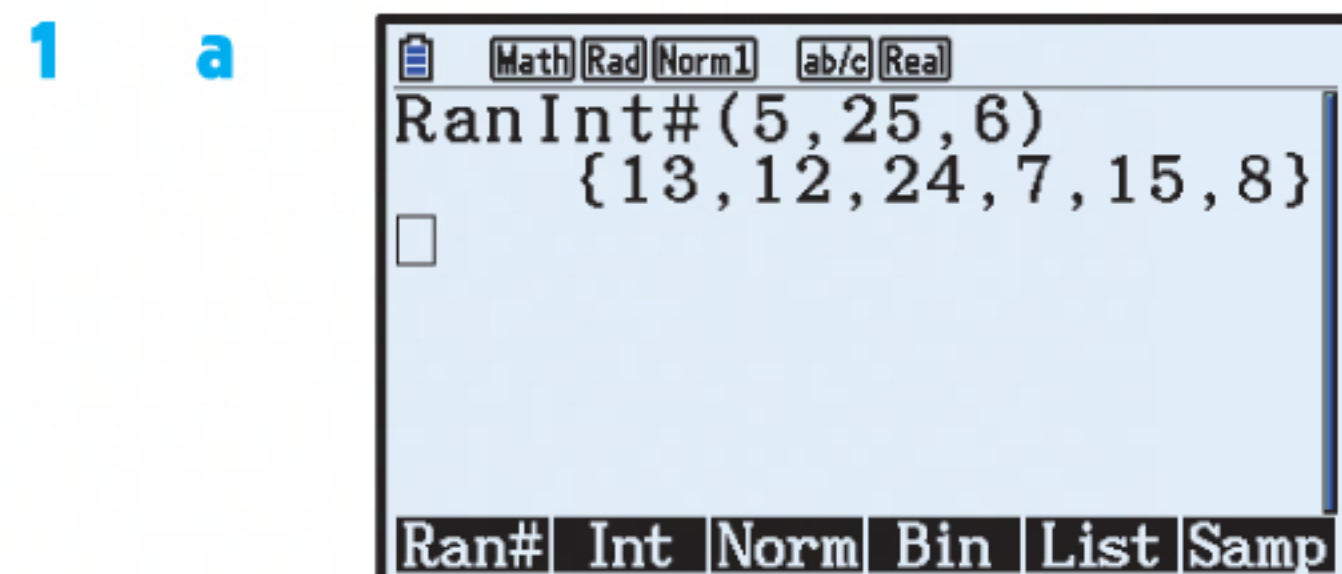 1 a
Math Rad Norm1 ab/c Real
RanInt#(5,25,6)
{13,12,24,7,15,8}
Ran# Int Norm Bin List Samp